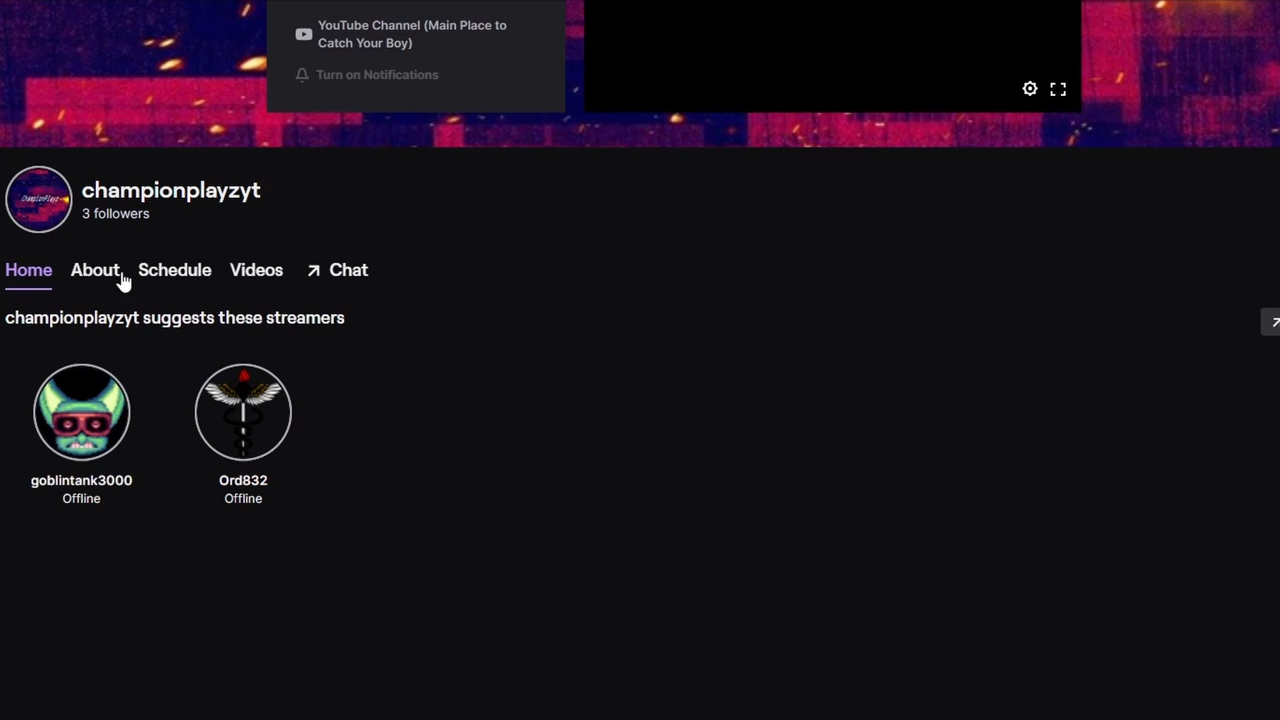 YouTube Channel (Main Place to
Catch Your Boy)
Turn on Notifications
championplayzyt
3 followers
Home About Schedule Videos Chat
championplayzyt suggests these streamers
goblintank3000 Ord832
Offline Offline